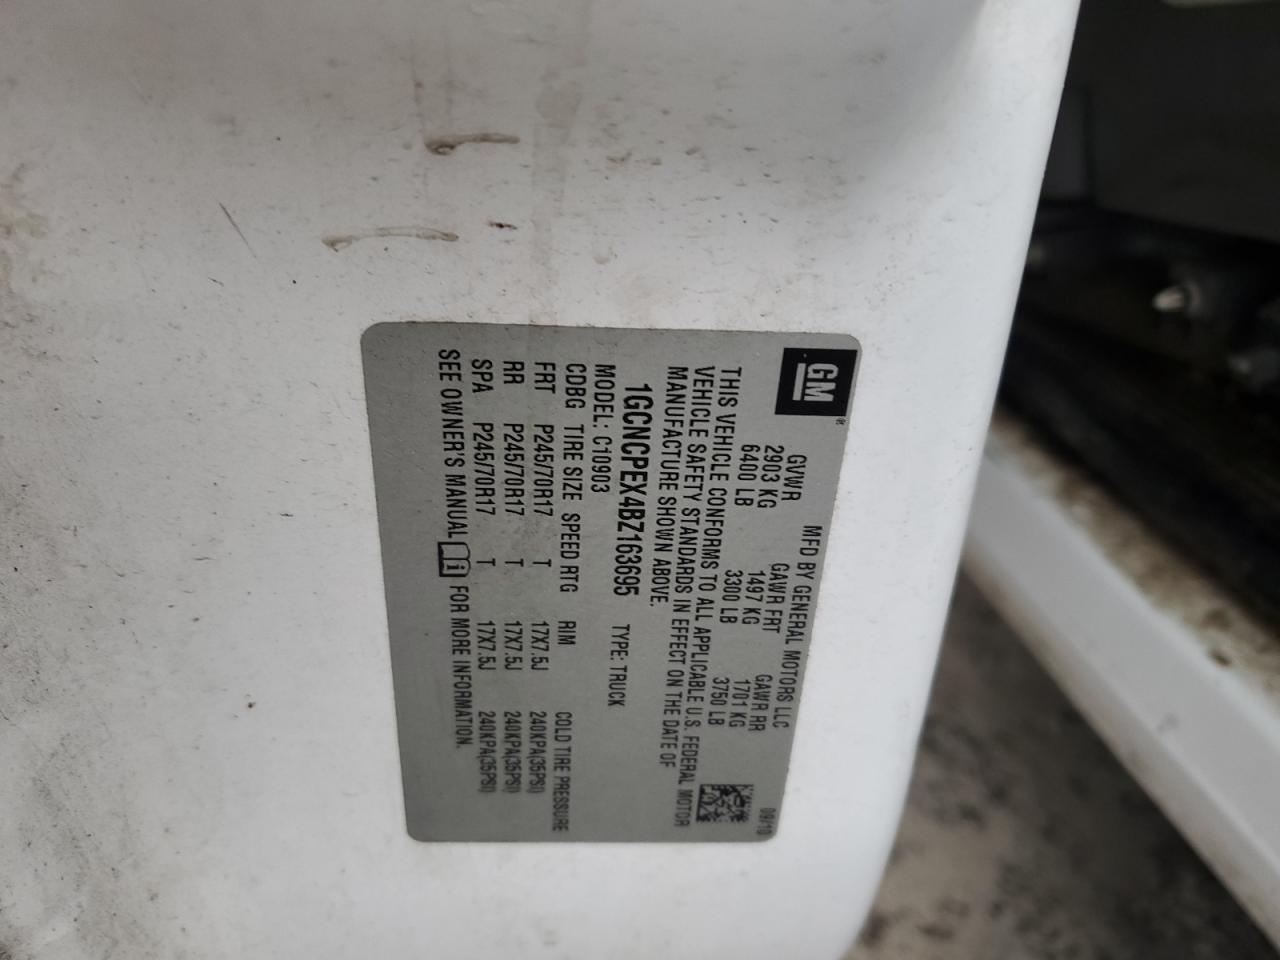 GM®
MFD BY GENERAL MOTORS LLC 09/10
GVWR GAWR FRT GAWR RR
2903 KG 1497 KG 1701 KG
6400 LB 3300 LB 3750 LB
THIS VEHICLE CONFORMS TO ALL APPLICABLE U.S. FEDERAL MOTOR
VEHICLE SAFETY STANDARDS IN EFFECT ON THE DATE OF
MANUFACTURE SHOWN ABOVE.
1GCNCPEX4BZ163695 TYPE: TRUCK
MODEL: C10903
CDBG TIRE SIZE SPEED RTG RIM COLD TIRE PRESSURE
FRT P245/70R17 T 17X7.5J 240KPA(35PSI)
RR P245/70R17 T 17X7.5J 240KPA(35PSI)
SPA P245/70R17 T 17X7.5J 240KPA(35PSI)
SEE OWNER'S MANUAL i FOR MORE INFORMATION.